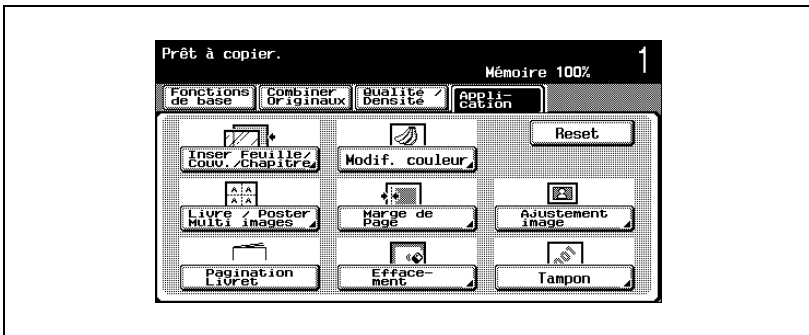 Prêt à copier.
Mémoire 100%
1
Fonctions
de base
Combiner
Originaux
Qualité /
Densité
Appli-
cation
Reset
Inser Feuille/
Couv./Chapitre
Modif. couleur
A A
A A
Livre / Poster
Multi images
Marge de
Page
Ajustement
image
Pagination
Livret
Efface-
ment
Tampon